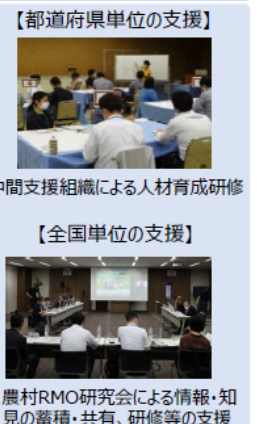 【都道府県単位の支援】
間支援組織による人材育成研修
【全国単位の支援】
農村RMO研究会による情報・知
見の蓄積・共有、研修等の支援